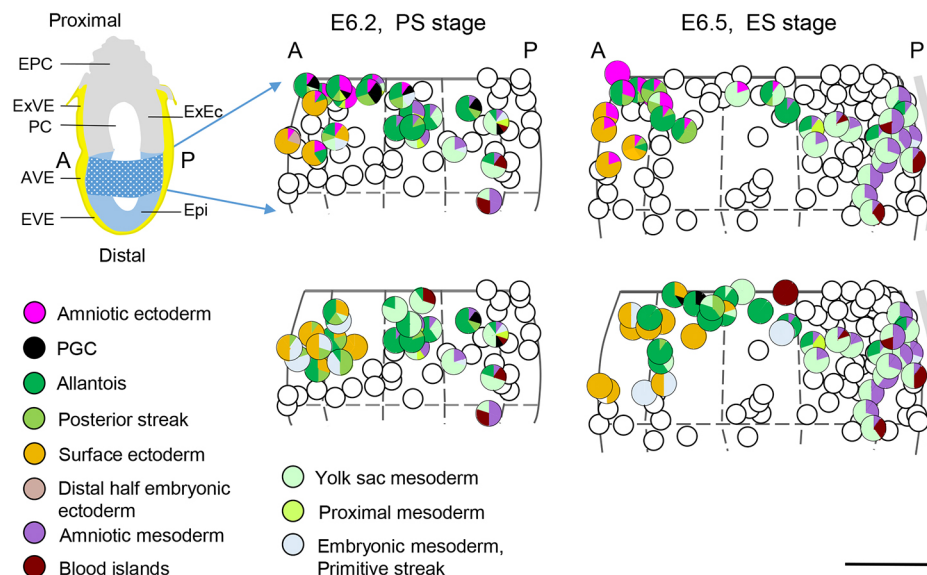 Proximal
EPC
ExVE
ExEc
PC
A
P
AVE
EVE
Epi
Distal
E6.2, PS stage
A
P
E6.5, ES stage
A
P
Amniotic ectoderm
PGC
Allantois
Posterior streak
Surface ectoderm
Distal half embryonic
ectoderm
Amniotic mesoderm
Blood islands
Yolk sac mesoderm
Proximal mesoderm
Embryonic mesoderm,
Primitive streak